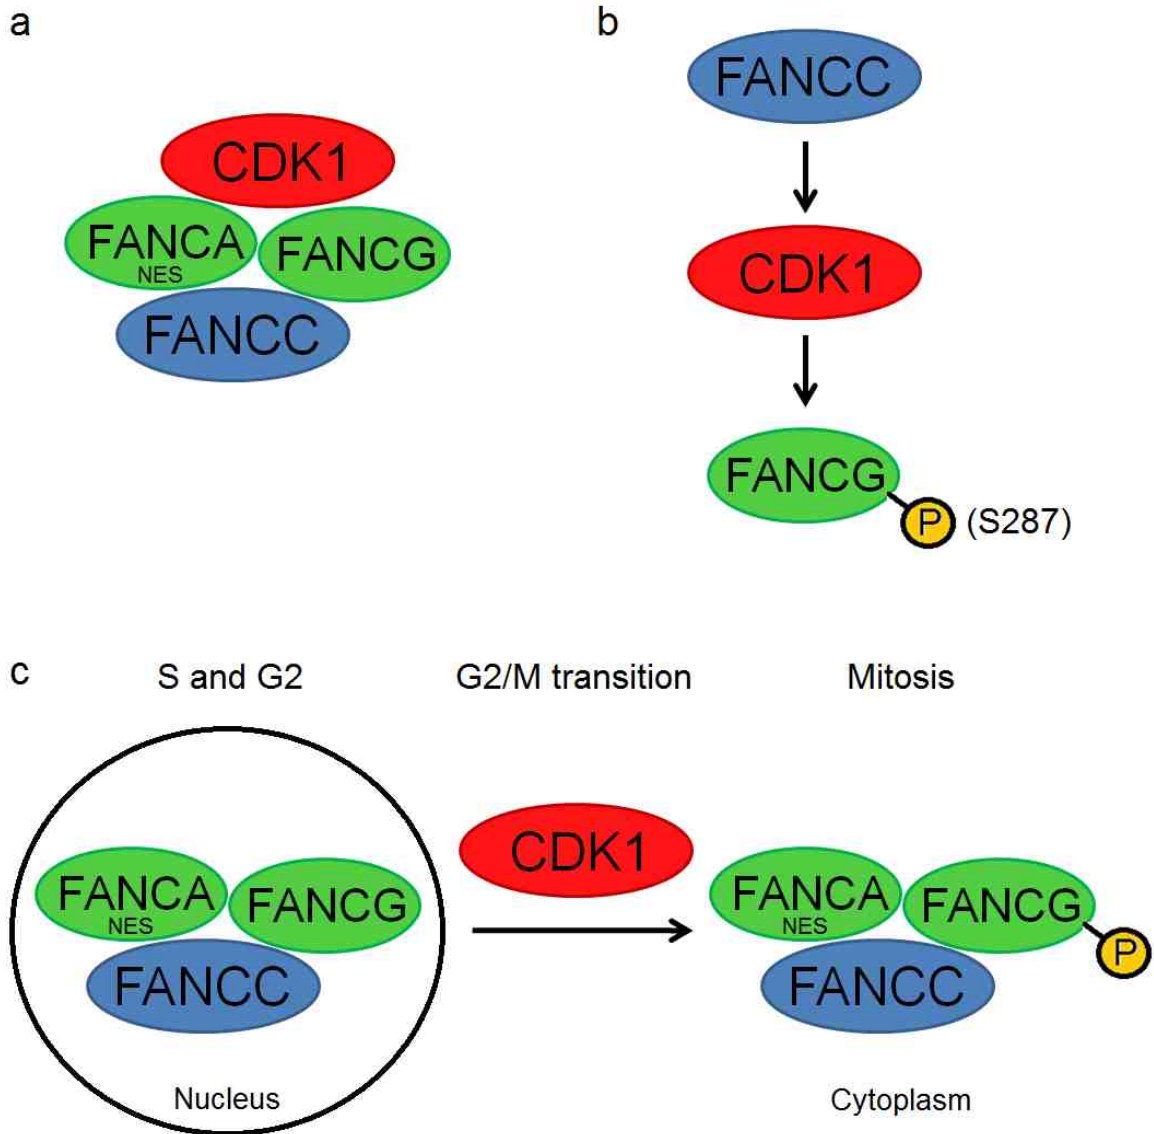 a
CDK1
FANCA
NES
FANCG
FANCC
b
FANCC
CDK1
FANCG
P (S287)
c
S and G2
G2/M transition
Mitosis
FANCA
NES
FANCG
FANCC
Nucleus
CDK1
FANCA
NES
FANCG
P
FANCC
Cytoplasm